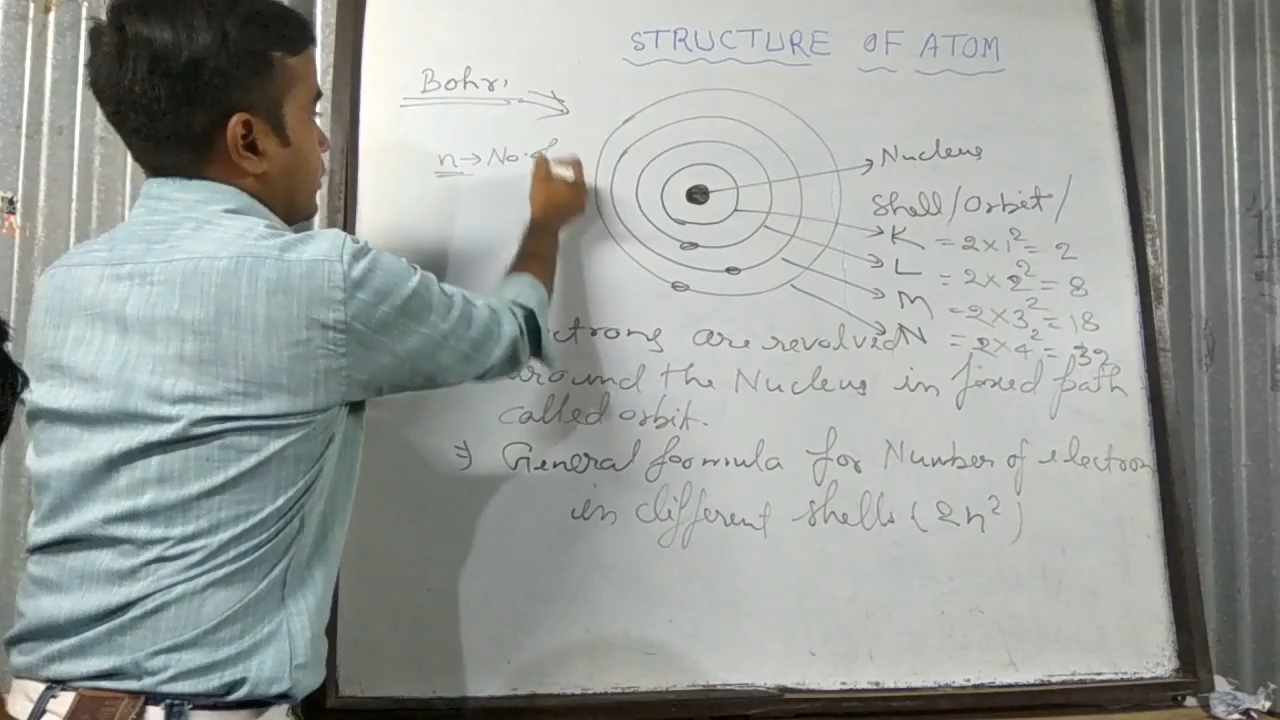 STRUCTURE OF ATOM
Bohr,
n→ No. of
Nucleus
Shell/Orbit/
K = 2×1²= 2
L = 2×2²= 8
M =2×3²=18
N = 2×4²= 32
ctrons are revolved
around the Nucleus in fixed path
called orbit.
⇒ General formula for Number of electron
in different shells (2n²)